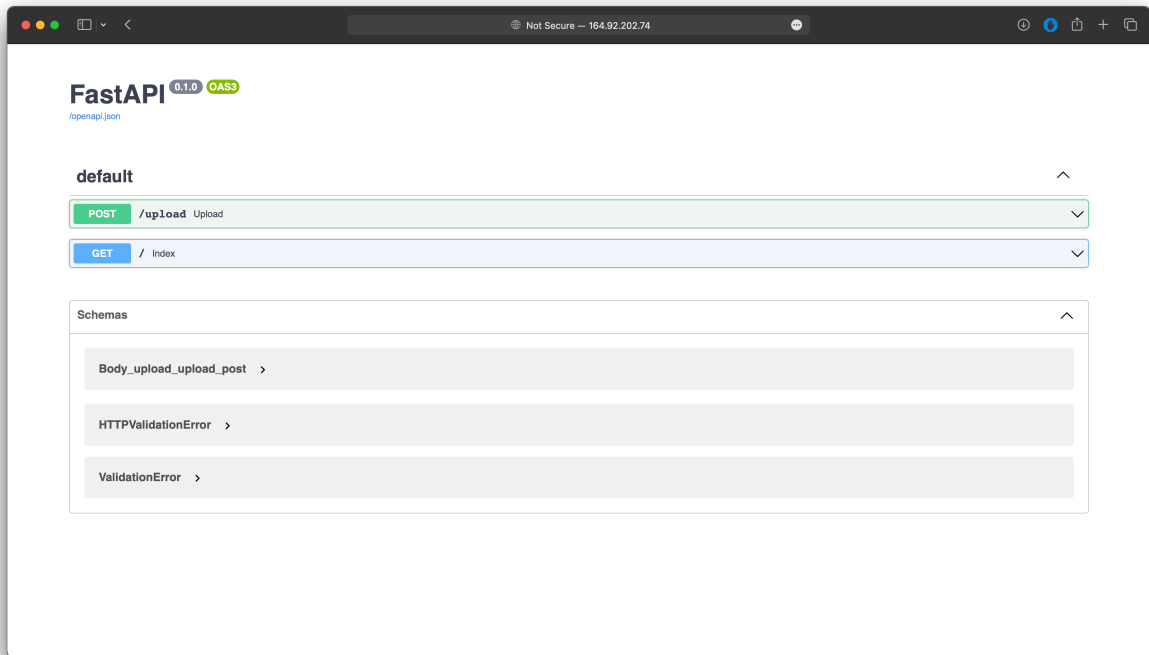 Not Secure — 164.92.202.74
FastAPI 0.1.0 OAS3
/openapi.json
default
POST /upload Upload
GET / Index
Schemas
Body_upload_upload_post
HTTPValidationError
ValidationError